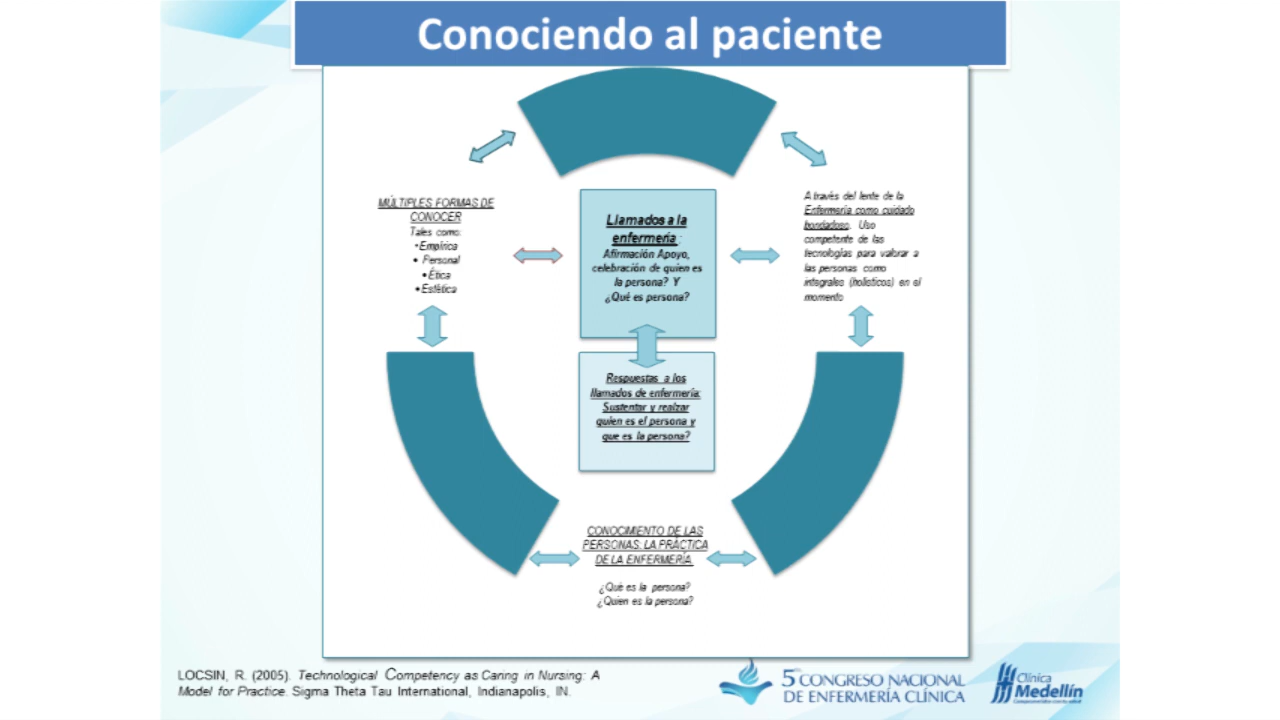 Conociendo al paciente
MÚLTIPLES FORMAS DE
CONOCER
Tales como:
•Empírica
• Personal
•Ética
•Estética
Llamados a la
enfermería :
Afirmación Apoyo,
celebración de quien es
la persona? Y
¿Qué es persona?
A través del lente de la
Enfermería como cuidado
bondadoso. Uso
competente de las
tecnologías para valorar a
las personas como
integrales (holísticos) en el
momento
Respuestas a los
llamados de enfermería:
Sustentar y realzar
quien es el persona y
que es la persona?
CONOCIMIENTO DE LAS
PERSONAS: LA PRÁCTICA
DE LA ENFERMERÍA
¿Qué es la persona?
¿Quien es la persona?
LOCSIN, R. (2005). Technological Competency as Caring in Nursing: A
Model for Practice. Sigma Theta Tau International, Indianapolis, IN.
5 CONGRESO NACIONAL
DE ENFERMERÍA CLÍNICA
Clínica
Medellín